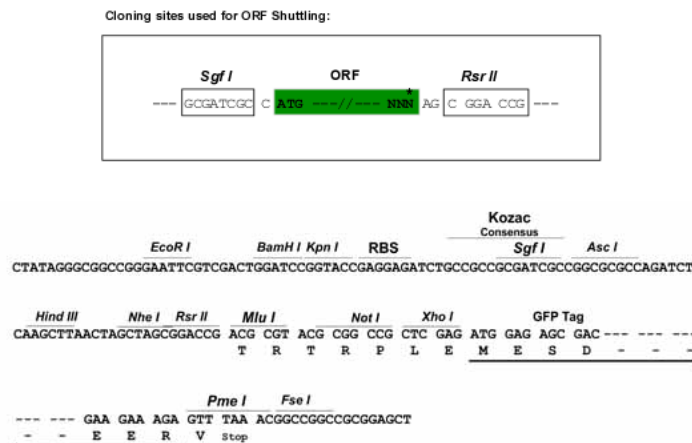 Cloning sites used for ORF Shuttling:
Sgf I ORF Rsr II
*
--- GCGATCGC C ATG ---//--- NNN AG C GGA CCG ---
Kozac
Consensus
EcoR I BamH I Kpn I RBS Sgf I Asc I
CTATAGGGCGGCCGGGAATTCGTCGACTGGATCCGGTACCGAGGAGATCTGCCGCCGCGATCGCCGGCGCGCCAGATCT
Hind III Nhe I Rsr II Mlu I Not I Xho I GFP Tag
CAAGCTTAACTAGCTAGCGGACCG ACG CGT ACG CGG CCG CTC GAG ATG GAG AGC GAC--- --- ---
T R T R P L E M E S D - - -
Pme I Fse I
--- --- GAA GAA AGA GTT TAA ACGGCCGGCCGCGGAGCT
- - E E R V Stop